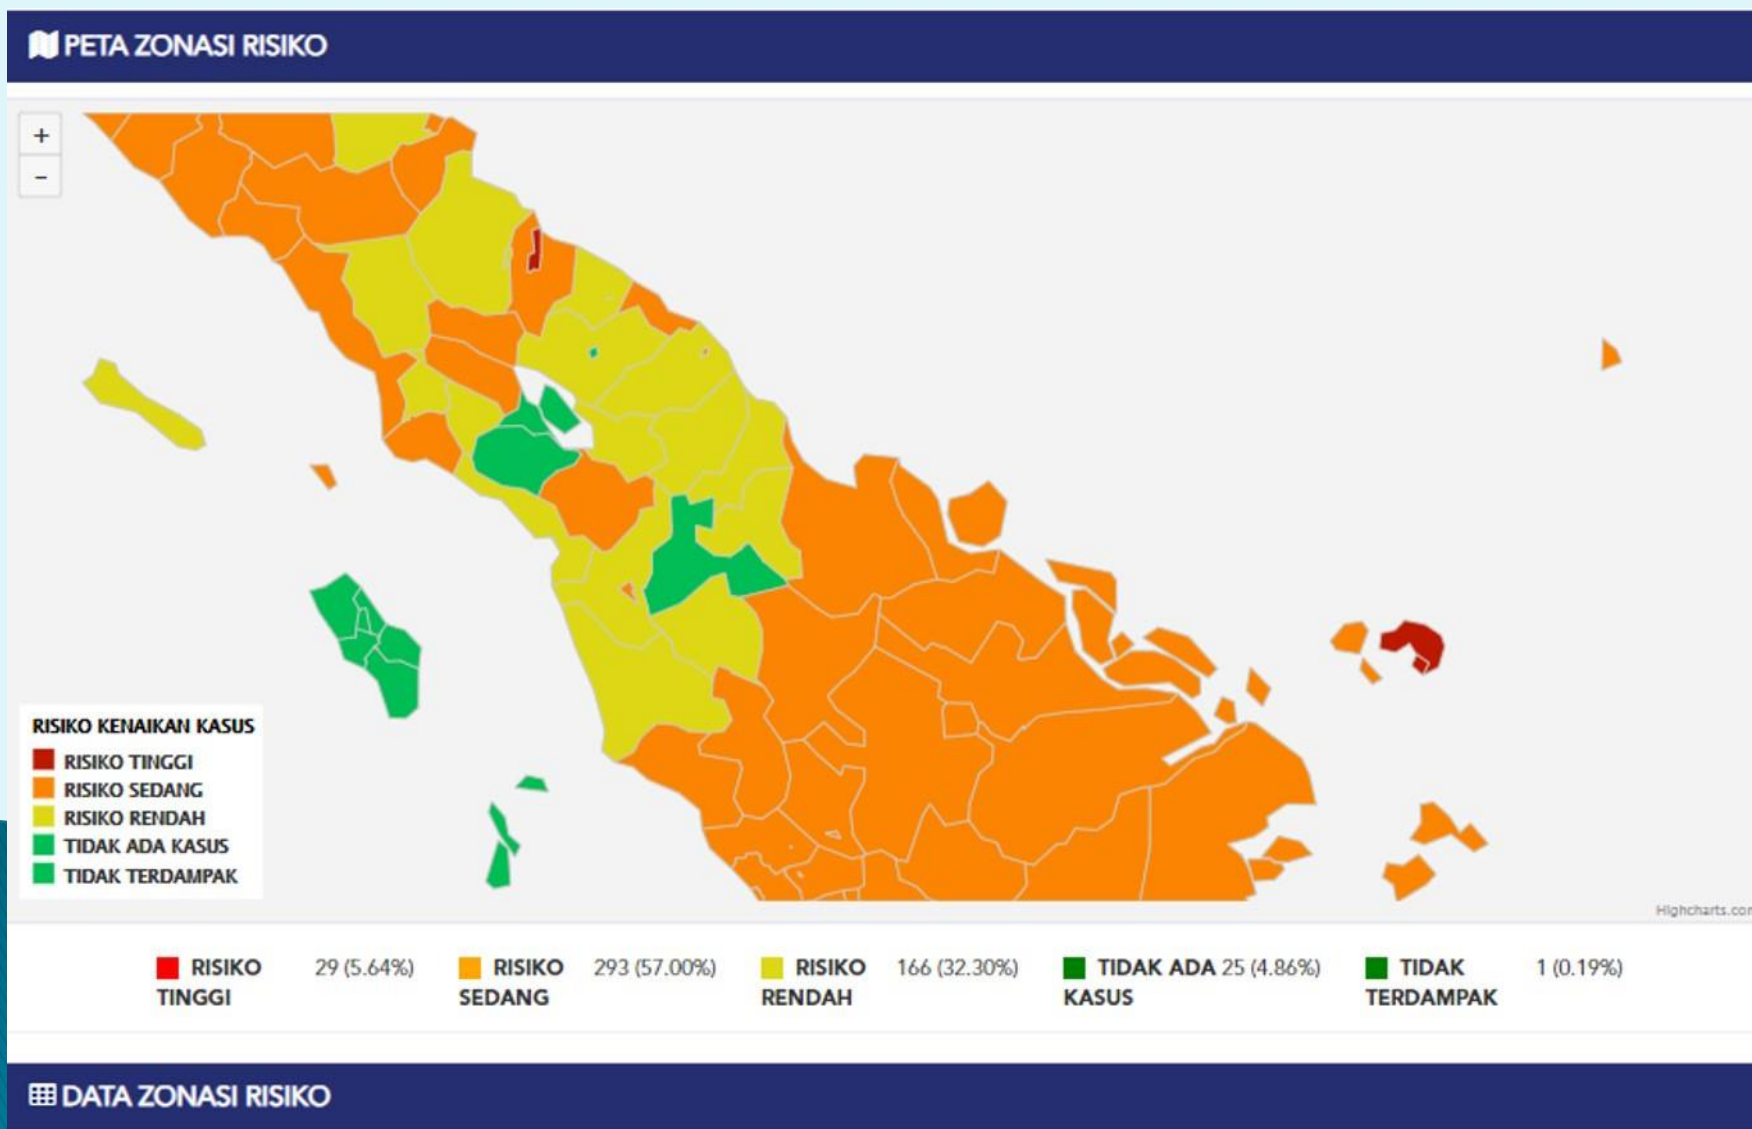 PETA ZONASI RISIKO
+
−
RISIKO KENAIKAN KASUS
RISIKO TINGGI
RISIKO SEDANG
RISIKO RENDAH
TIDAK ADA KASUS
TIDAK TERDAMPAK
Highcharts.com
RISIKO 29 (5.64%) RISIKO 293 (57.00%) RISIKO 166 (32.30%) TIDAK ADA 25 (4.86%) TIDAK 1 (0.19%)
TINGGI SEDANG RENDAH KASUS TERDAMPAK
DATA ZONASI RISIKO